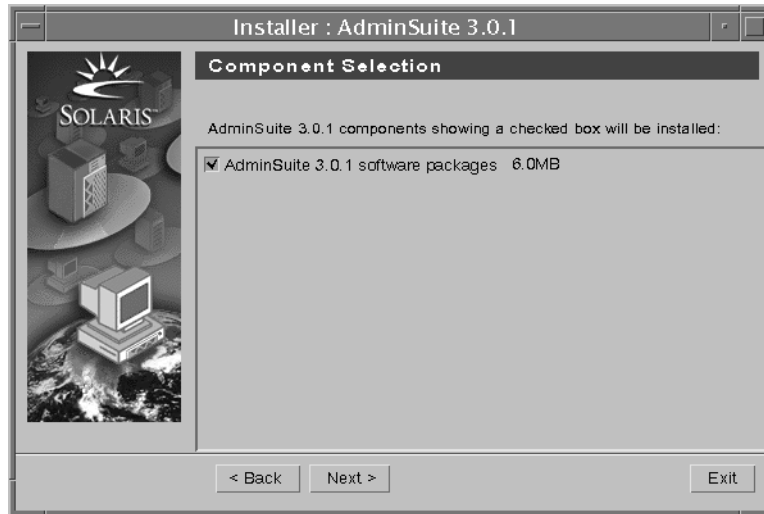 Installer : AdminSuite 3.0.1
SOLARIS™
Component Selection
AdminSuite 3.0.1 components showing a checked box will be installed:
AdminSuite 3.0.1 software packages 6.0MB
< Back
Next >
Exit